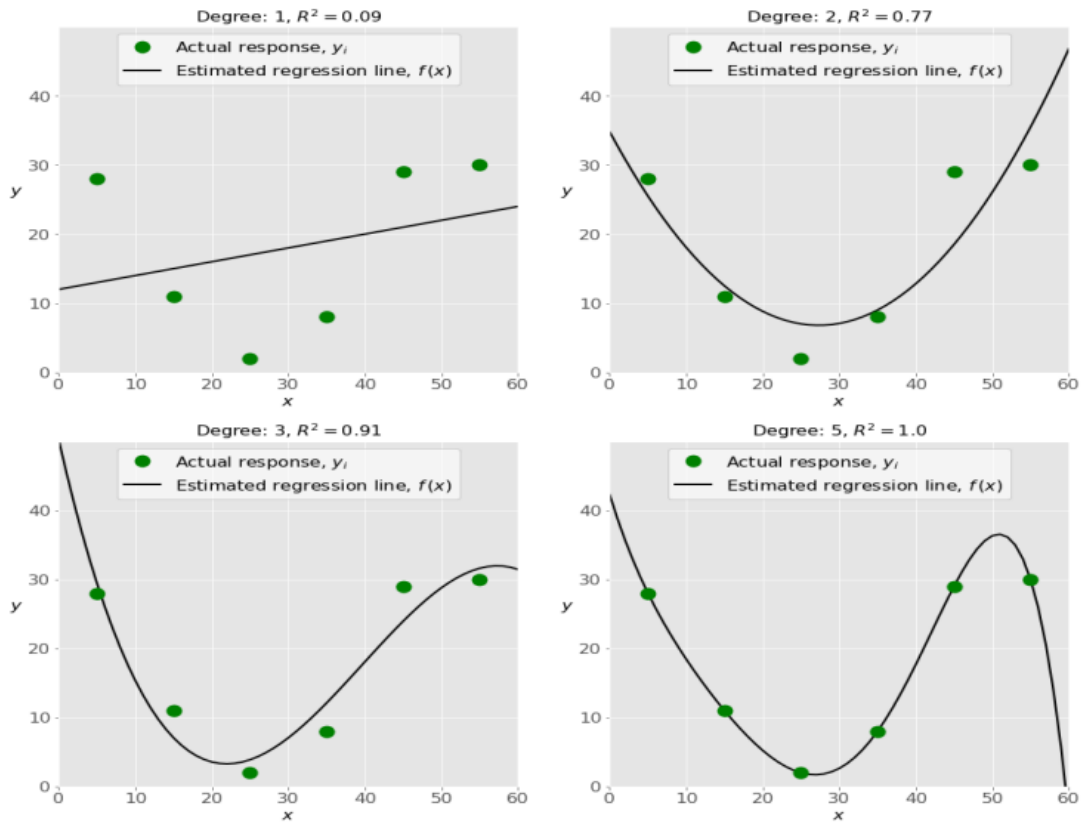 Degree: 1, R² = 0.09
Actual response, yᵢ
Estimated regression line, f(x)
40
30
y
20
10
0
0 10 20 30 40 50 60
x
Degree: 2, R² = 0.77
Actual response, yᵢ
Estimated regression line, f(x)
40
30
y
20
10
0
0 10 20 30 40 50 60
x
Degree: 3, R² = 0.91
Actual response, yᵢ
Estimated regression line, f(x)
40
30
y
20
10
0
0 10 20 30 40 50 60
x
Degree: 5, R² = 1.0
Actual response, yᵢ
Estimated regression line, f(x)
40
30
y
20
10
0
0 10 20 30 40 50 60
x